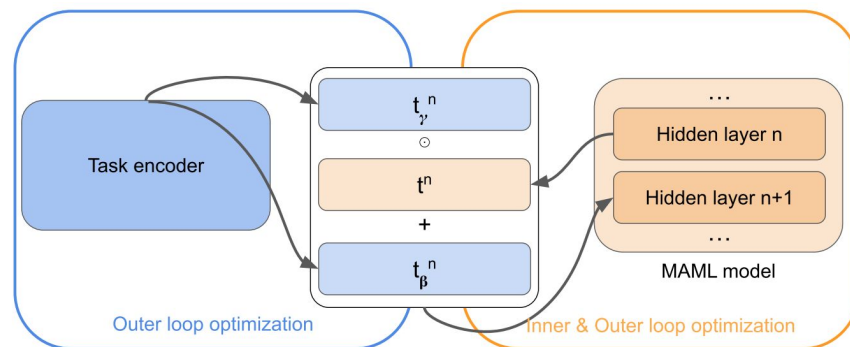 Task encoder
t_γ^n
⊙
t^n
+
t_β^n
…
Hidden layer n
Hidden layer n+1
…
MAML model
Outer loop optimization
Inner & Outer loop optimization